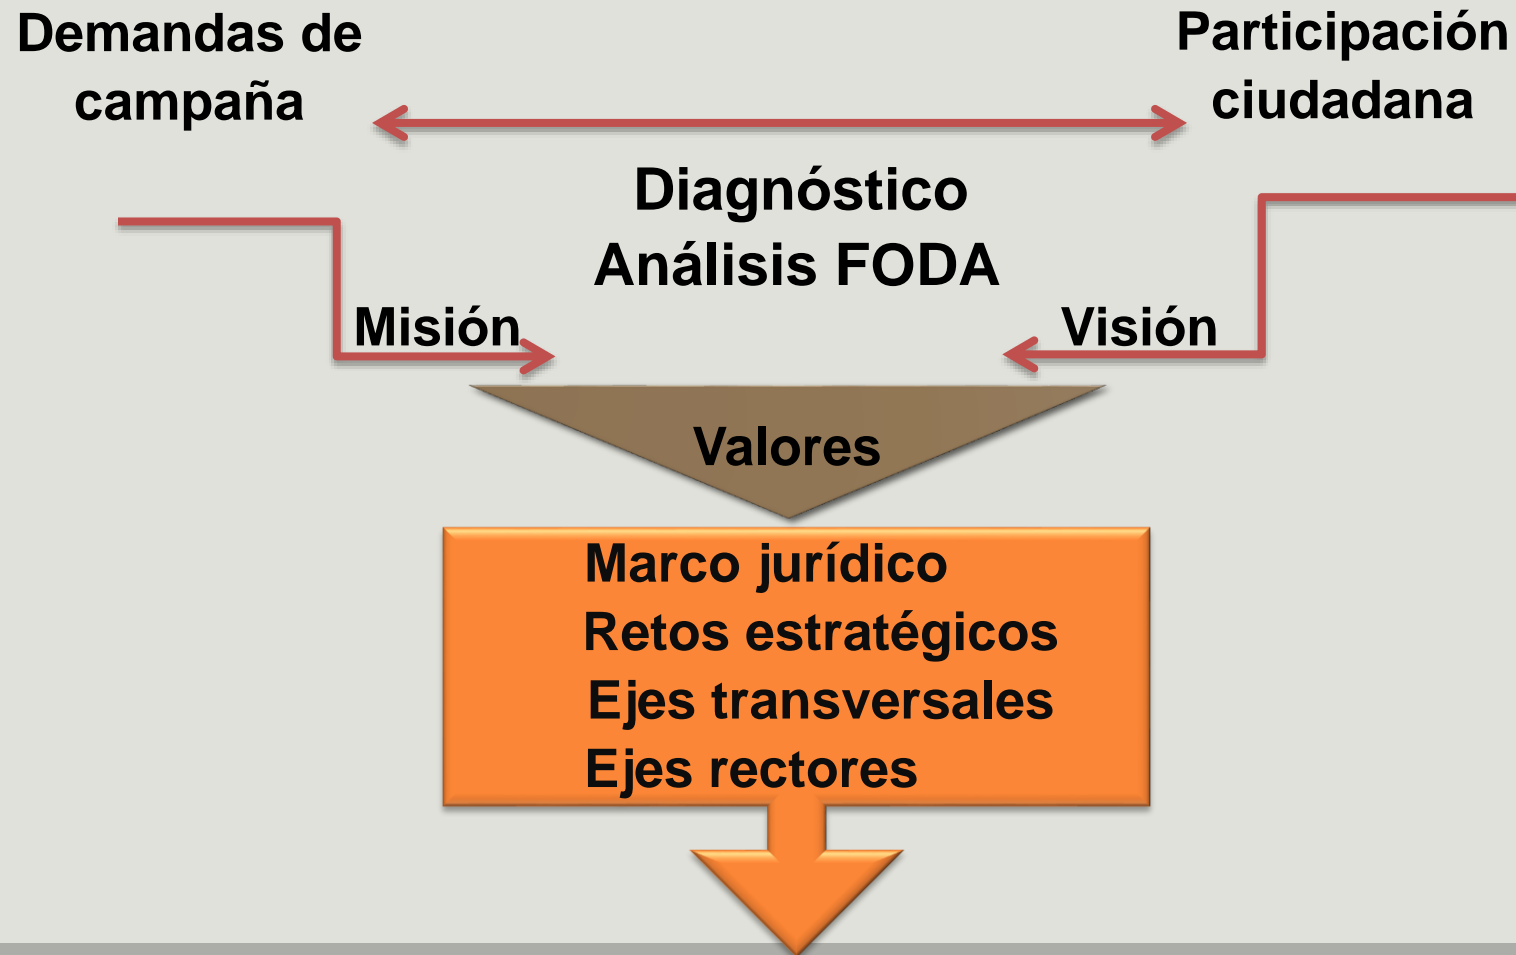 Demandas de
campaña
Participación
ciudadana
Diagnóstico
Análisis FODA
Misión
Visión
Valores
Marco jurídico
Retos estratégicos
Ejes transversales
Ejes rectores